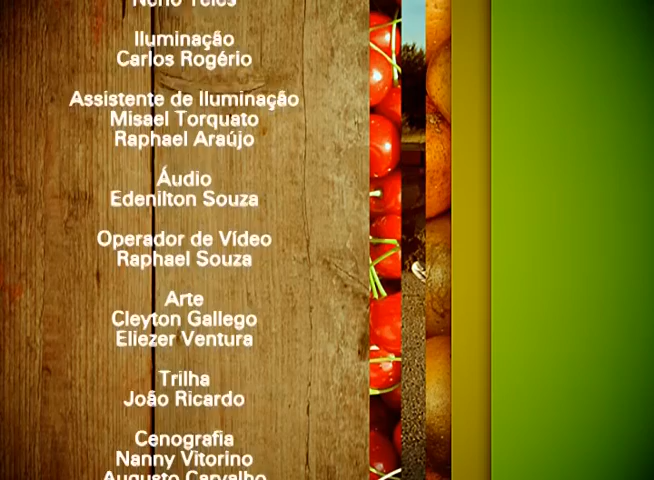 Nerio Teles
Iluminação
Carlos Rogério
Assistente de Iluminação
Misael Torquato
Raphael Araújo
Áudio
Edenilton Souza
Operador de Vídeo
Raphael Souza
Arte
Cleyton Gallego
Eliezer Ventura
Trilha
João Ricardo
Cenografia
Nanny Vitorino
Augusto Carvalho